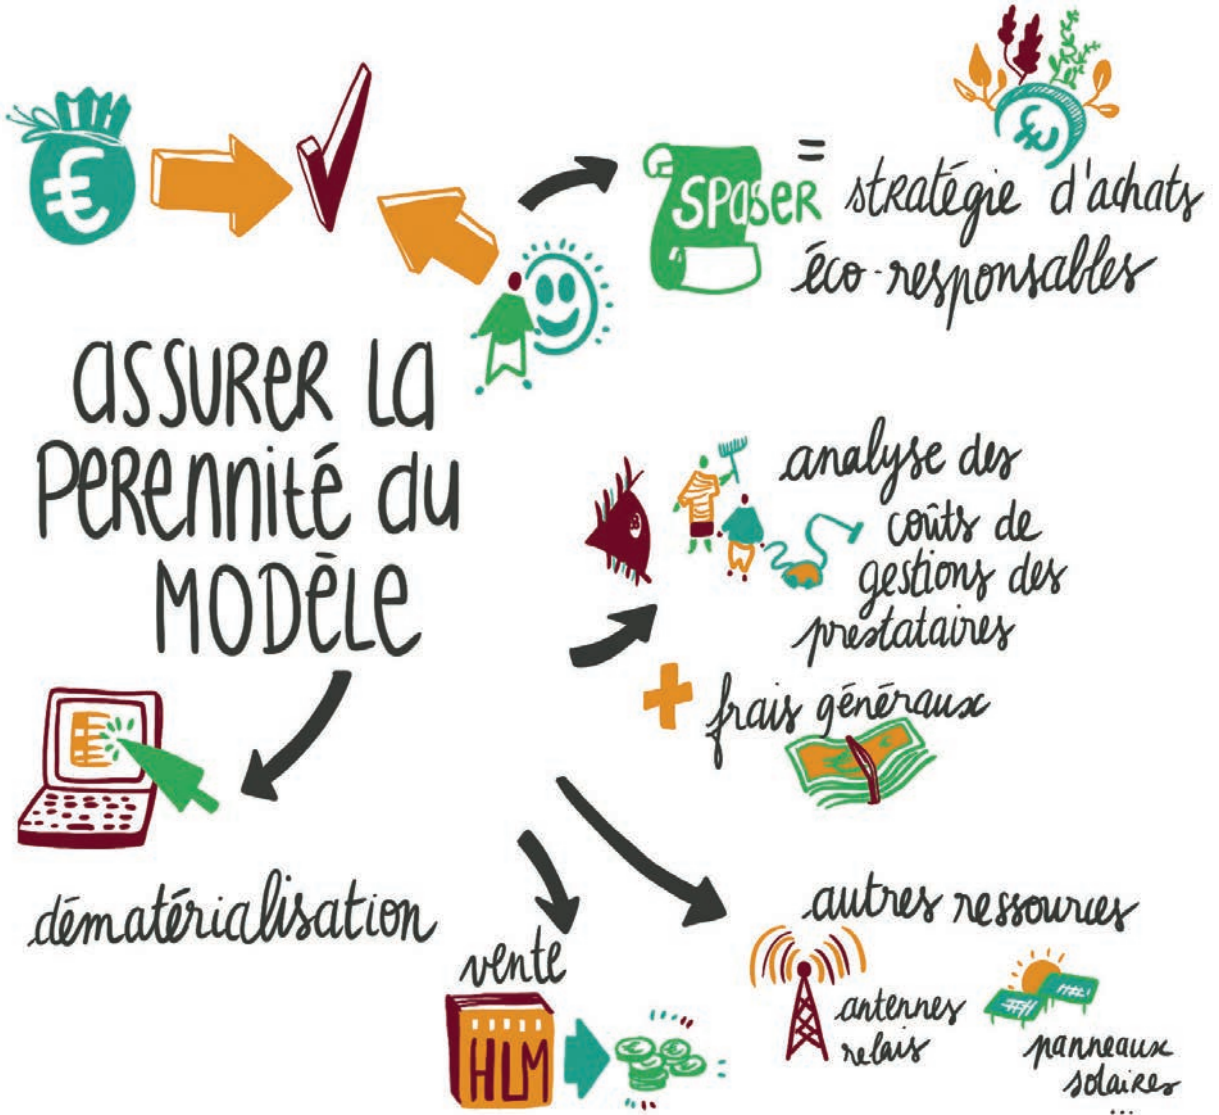 €
SPASER = stratégie d'achats
éco-responsables
€
ASSURER LA
PERENNITé du
MODÈLE
analyse des
coûts de
gestions des
prestataires
+ frais généraux
dématérialisation
vente
HLM
€
autres ressources
antennes
relais
panneaux
solaires
...